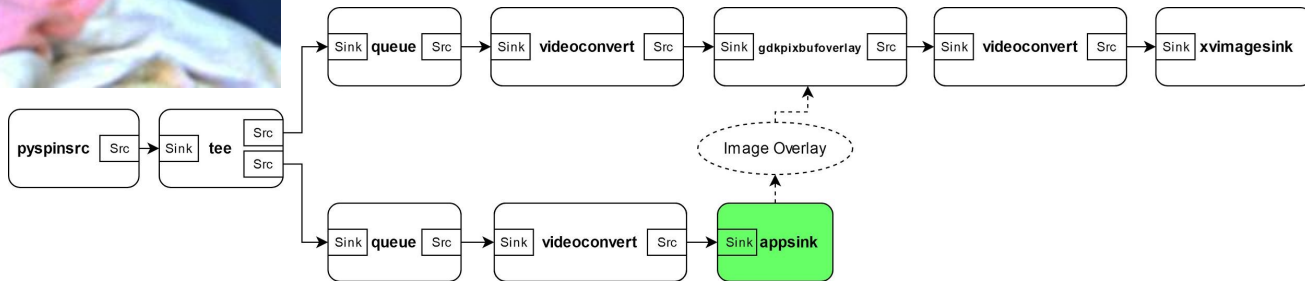 Sink queue Src
Sink videoconvert Src
Sink gdkpixbufoverlay Src
Sink videoconvert Src
Sink xvimagesink
pyspinsrc Src
Sink tee Src
Src
Image Overlay
Sink queue Src
Sink videoconvert Src
Sink appsink